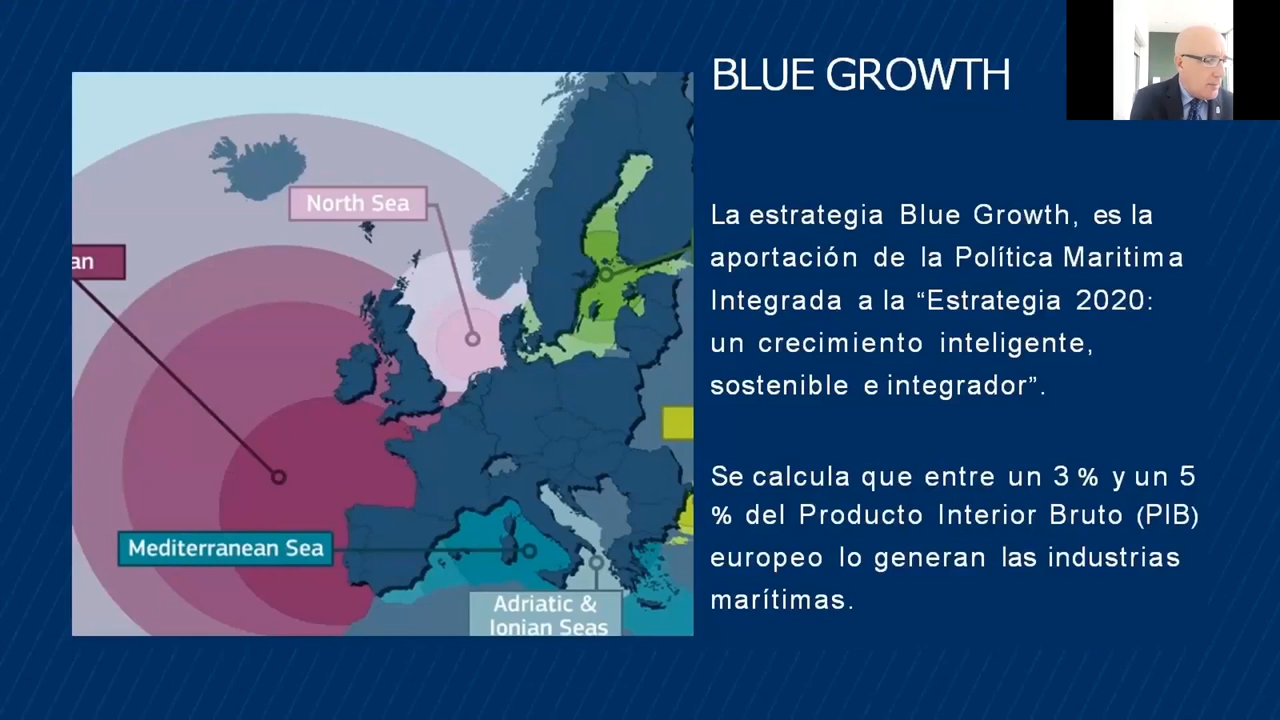 BLUE GROWTH
North Sea
an
Mediterranean Sea
Adriatic &
Ionian Seas
La estrategia Blue Growth, es la
aportación de la Política Maritima
Integrada a la “Estrategia 2020:
un crecimiento inteligente,
sostenible e integrador”.
Se calcula que entre un 3 % y un 5
% del Producto Interior Bruto (PIB)
europeo lo generan las industrias
marítimas.